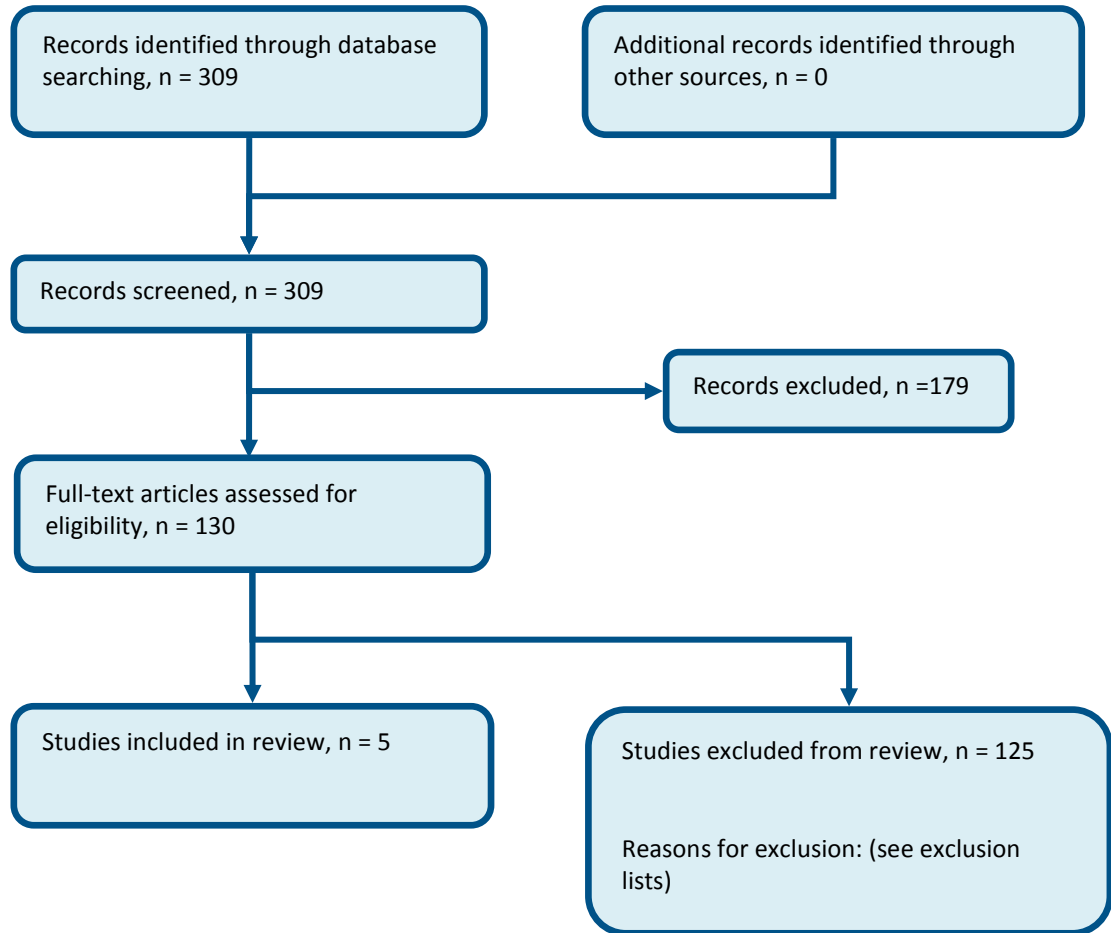 Records identified through database
searching, n = 309
Additional records identified through
other sources, n = 0
Records screened, n = 309
Records excluded, n =179
Full-text articles assessed for
eligibility, n = 130
Studies included in review, n = 5
Studies excluded from review, n = 125
Reasons for exclusion: (see exclusion
lists)